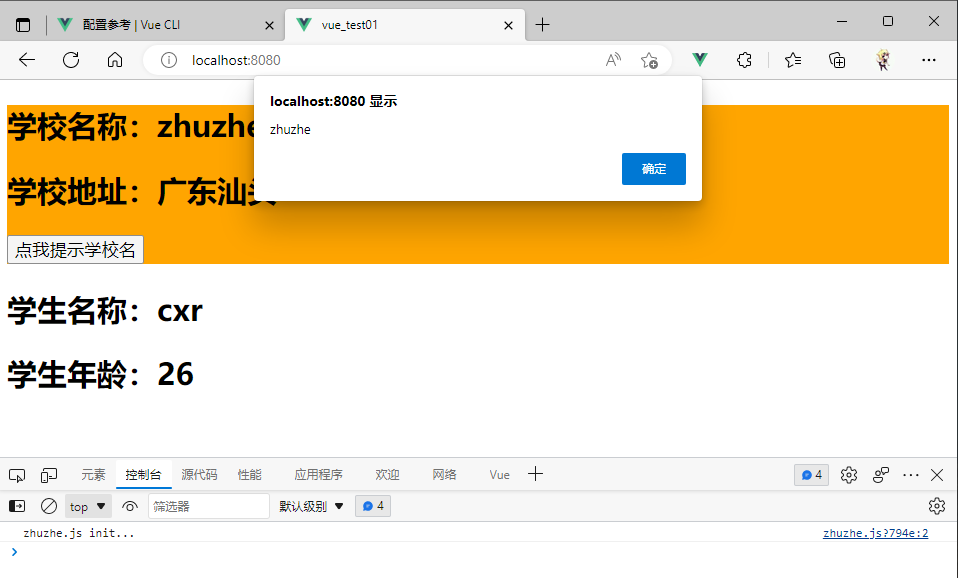 配置参考 | Vue CLI
vue_test01
localhost:8080
localhost:8080 显示
zhuzhe
确定
学校名称：zhuzhe
学校地址：广东汕头
点我提示学校名
学生名称：cxr
学生年龄：26
元素 控制台 源代码 性能 应用程序 欢迎 网络 Vue 4
top 筛选器 默认级别 4
zhuzhe.js init... zhuzhe.js?794e:2